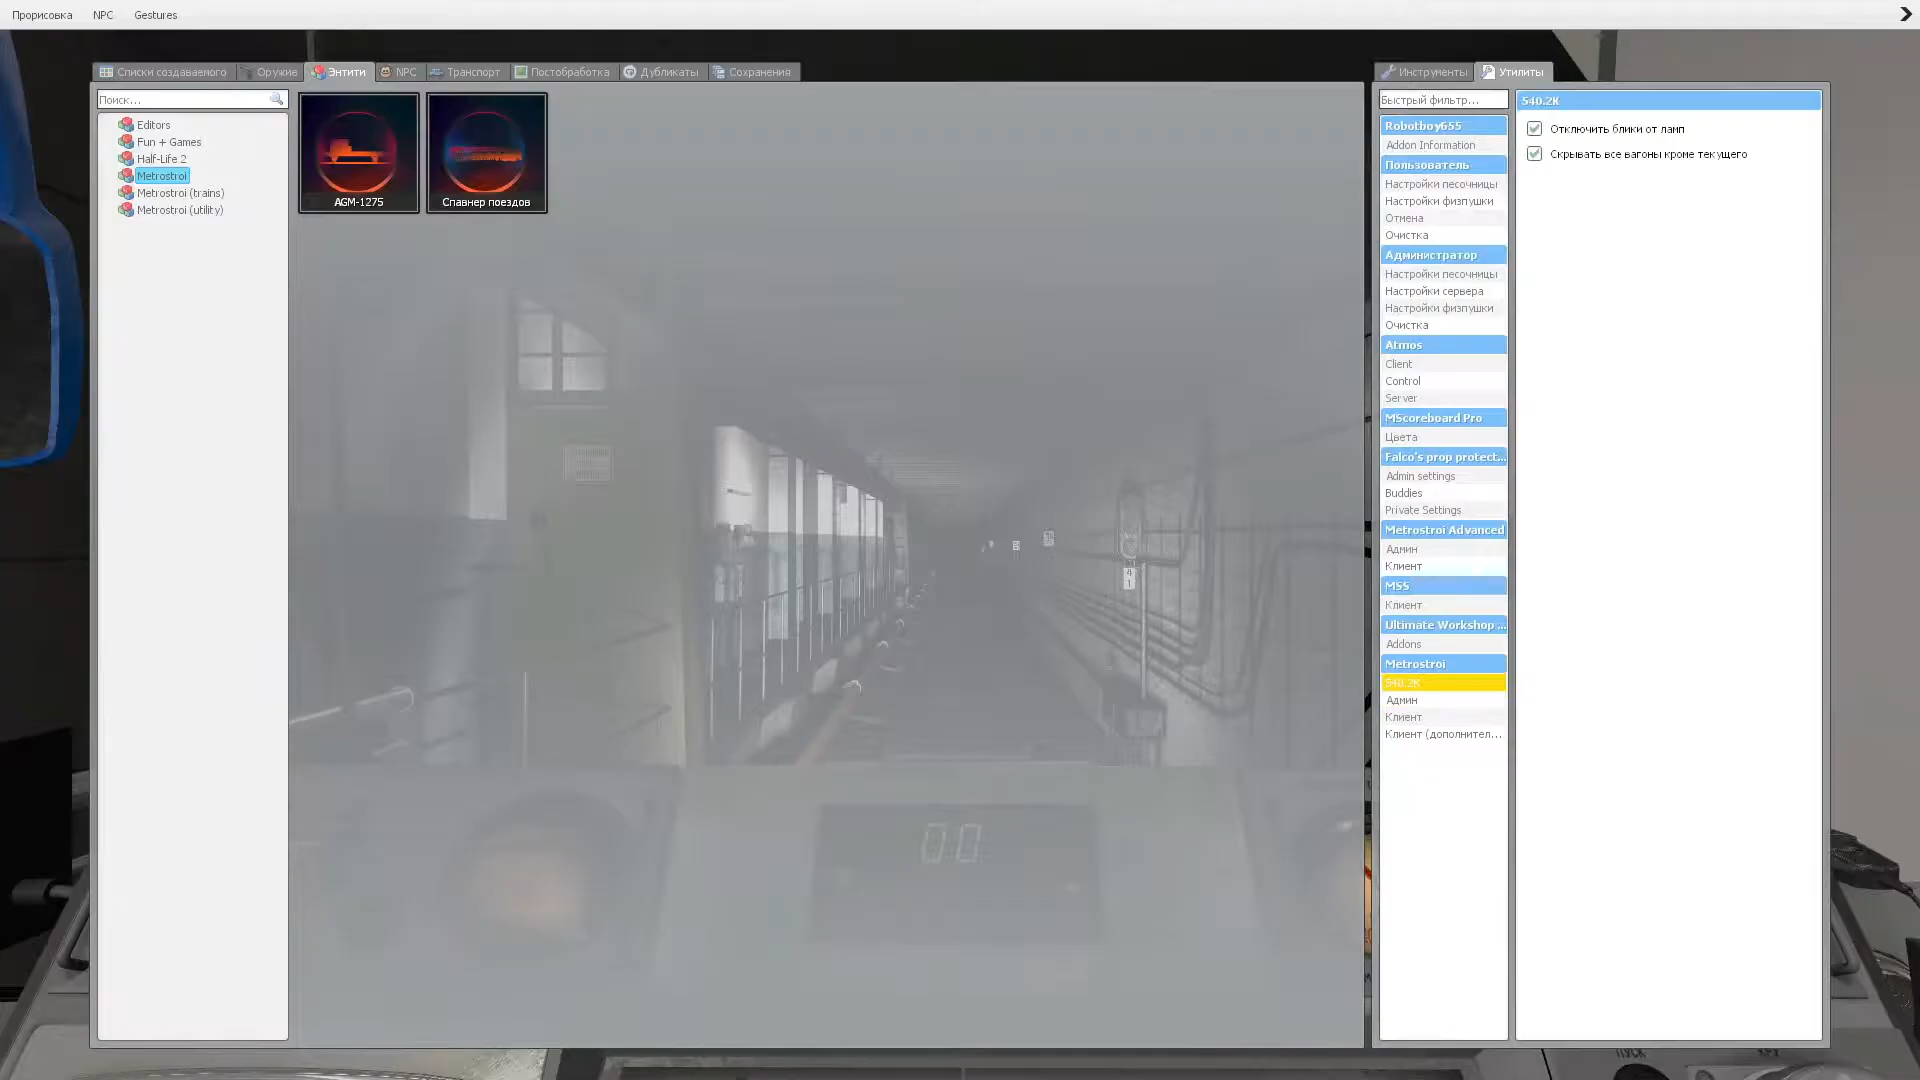 Прорисовка NPC Gestures
Списки создаваемого Оружие Энтити NPC Транспорт Постобработка Дубликаты Сохранения
Поиск...
Editors
Fun + Games
Half-Life 2
Metrostroi
Metrostroi (trains)
Metrostroi (utility)
AGM-1275
Спавнер поездов
00
4
1
Инструменты Утилиты
Быстрый фильтр...
Robotboy655
Addon Information
Пользователь
Настройки песочницы
Настройки физпушки
Отмена
Очистка
Администратор
Настройки песочницы
Настройки сервера
Настройки физпушки
Очистка
Atmos
Client
Control
Server
MScoreboard Pro
Цвета
Falco's prop protect...
Admin settings
Buddies
Private Settings
Metrostroi Advanced
Админ
Клиент
MSS
Клиент
Ultimate Workshop ...
Addons
Metrostroi
540.2K
Админ
Клиент
Клиент (дополнител...
540.2K
Отключить блики от ламп
Скрывать все вагоны кроме текущего
ПУСК